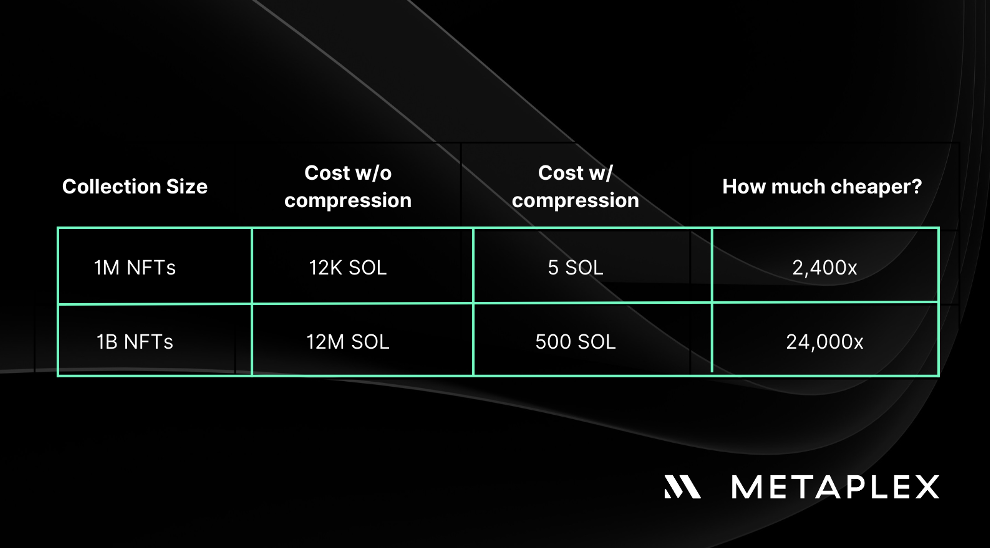 Collection Size
Cost w/o
compression
Cost w/
compression
How much cheaper?
1M NFTs
12K SOL
5 SOL
2,400x
1B NFTs
12M SOL
500 SOL
24,000x
METAPLEX